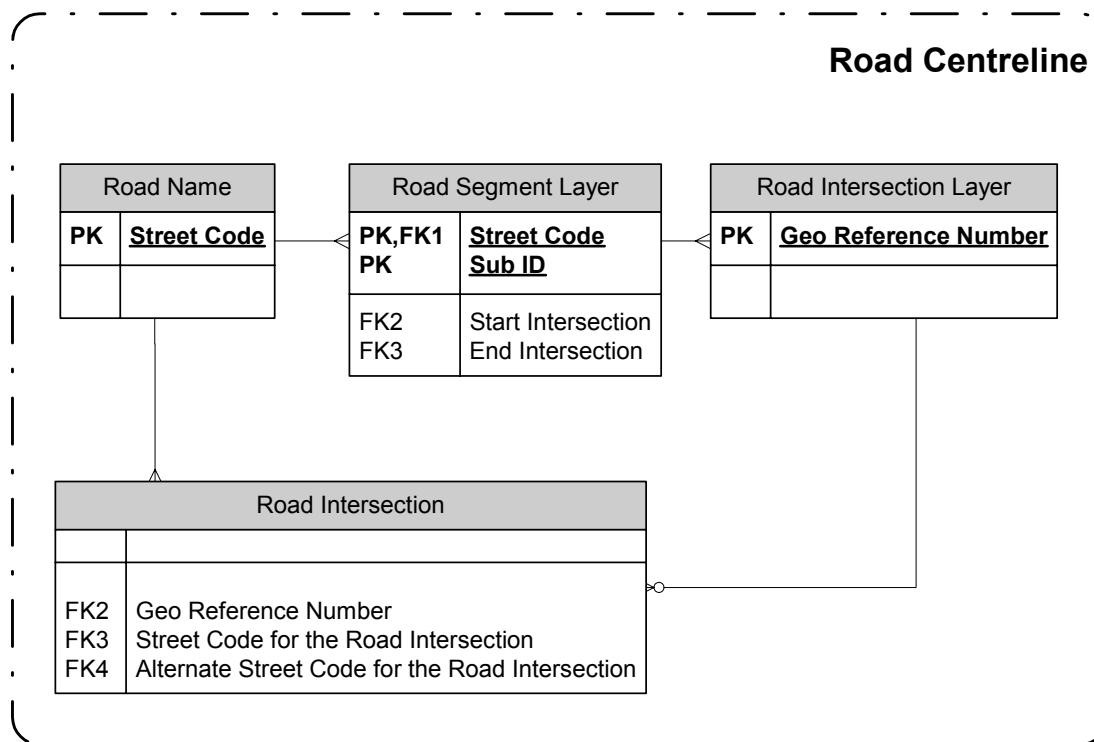 Road Centreline
Road Name
PK Street Code
Road Segment Layer
PK,FK1 Street Code
PK Sub ID
FK2 Start Intersection
FK3 End Intersection
Road Intersection Layer
PK Geo Reference Number
Road Intersection
FK2 Geo Reference Number
FK3 Street Code for the Road Intersection
FK4 Alternate Street Code for the Road Intersection